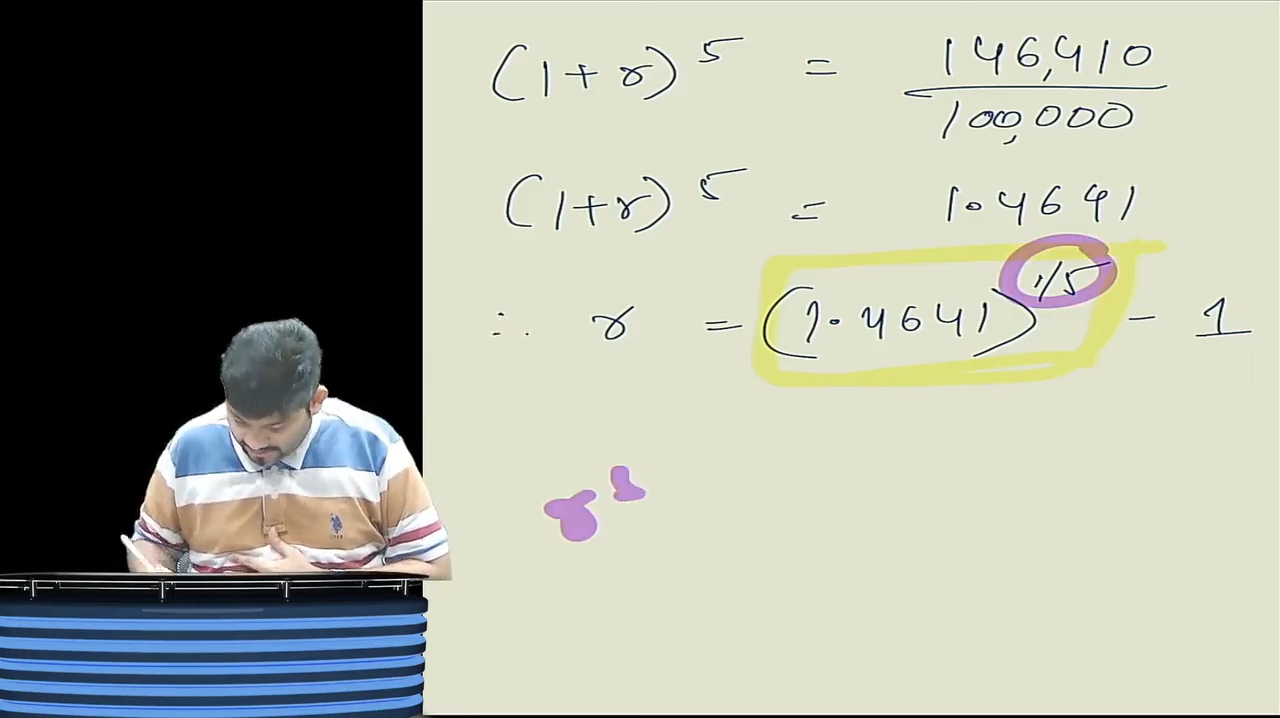 (1+r)^5 = 146,410 / 100,000
(1+r)^5 = 1.4641
∴ r = (1.4641)^1/5 - 1